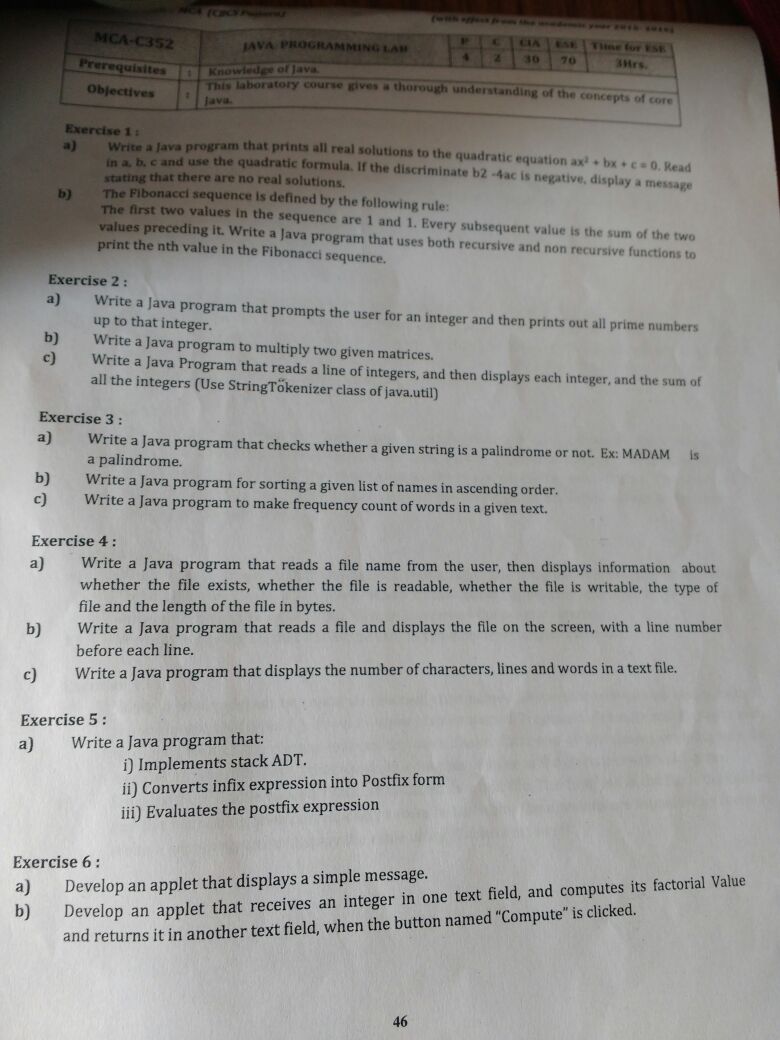 MCA (CBCS Pattern)
(with effect from the academic year 2015-2016)
MCA-C352
JAVA PROGRAMMING LAB
P C CIA ESE Time for ESE
4 2 30 70 3Hrs.
Prerequisites : Knowledge of Java.
Objectives : This laboratory course gives a thorough understanding of the concepts of core
Java.
Exercise 1 :
a) Write a Java program that prints all real solutions to the quadratic equation ax² + bx + c = 0. Read
in a, b, c and use the quadratic formula. If the discriminate b2 -4ac is negative, display a message
stating that there are no real solutions.
b) The Fibonacci sequence is defined by the following rule:
The first two values in the sequence are 1 and 1. Every subsequent value is the sum of the two
values preceding it. Write a Java program that uses both recursive and non recursive functions to
print the nth value in the Fibonacci sequence.
Exercise 2 :
a) Write a Java program that prompts the user for an integer and then prints out all prime numbers
up to that integer.
b) Write a Java program to multiply two given matrices.
c) Write a Java Program that reads a line of integers, and then displays each integer, and the sum of
all the integers (Use StringTokenizer class of java.util)
Exercise 3 :
a) Write a Java program that checks whether a given string is a palindrome or not. Ex: MADAM is
a palindrome.
b) Write a Java program for sorting a given list of names in ascending order.
c) Write a Java program to make frequency count of words in a given text.
Exercise 4 :
a) Write a Java program that reads a file name from the user, then displays information about
whether the file exists, whether the file is readable, whether the file is writable, the type of
file and the length of the file in bytes.
b) Write a Java program that reads a file and displays the file on the screen, with a line number
before each line.
c) Write a Java program that displays the number of characters, lines and words in a text file.
Exercise 5 :
a) Write a Java program that:
i) Implements stack ADT.
ii) Converts infix expression into Postfix form
iii) Evaluates the postfix expression
Exercise 6 :
a) Develop an applet that displays a simple message.
b) Develop an applet that receives an integer in one text field, and computes its factorial Value
and returns it in another text field, when the button named "Compute" is clicked.
46